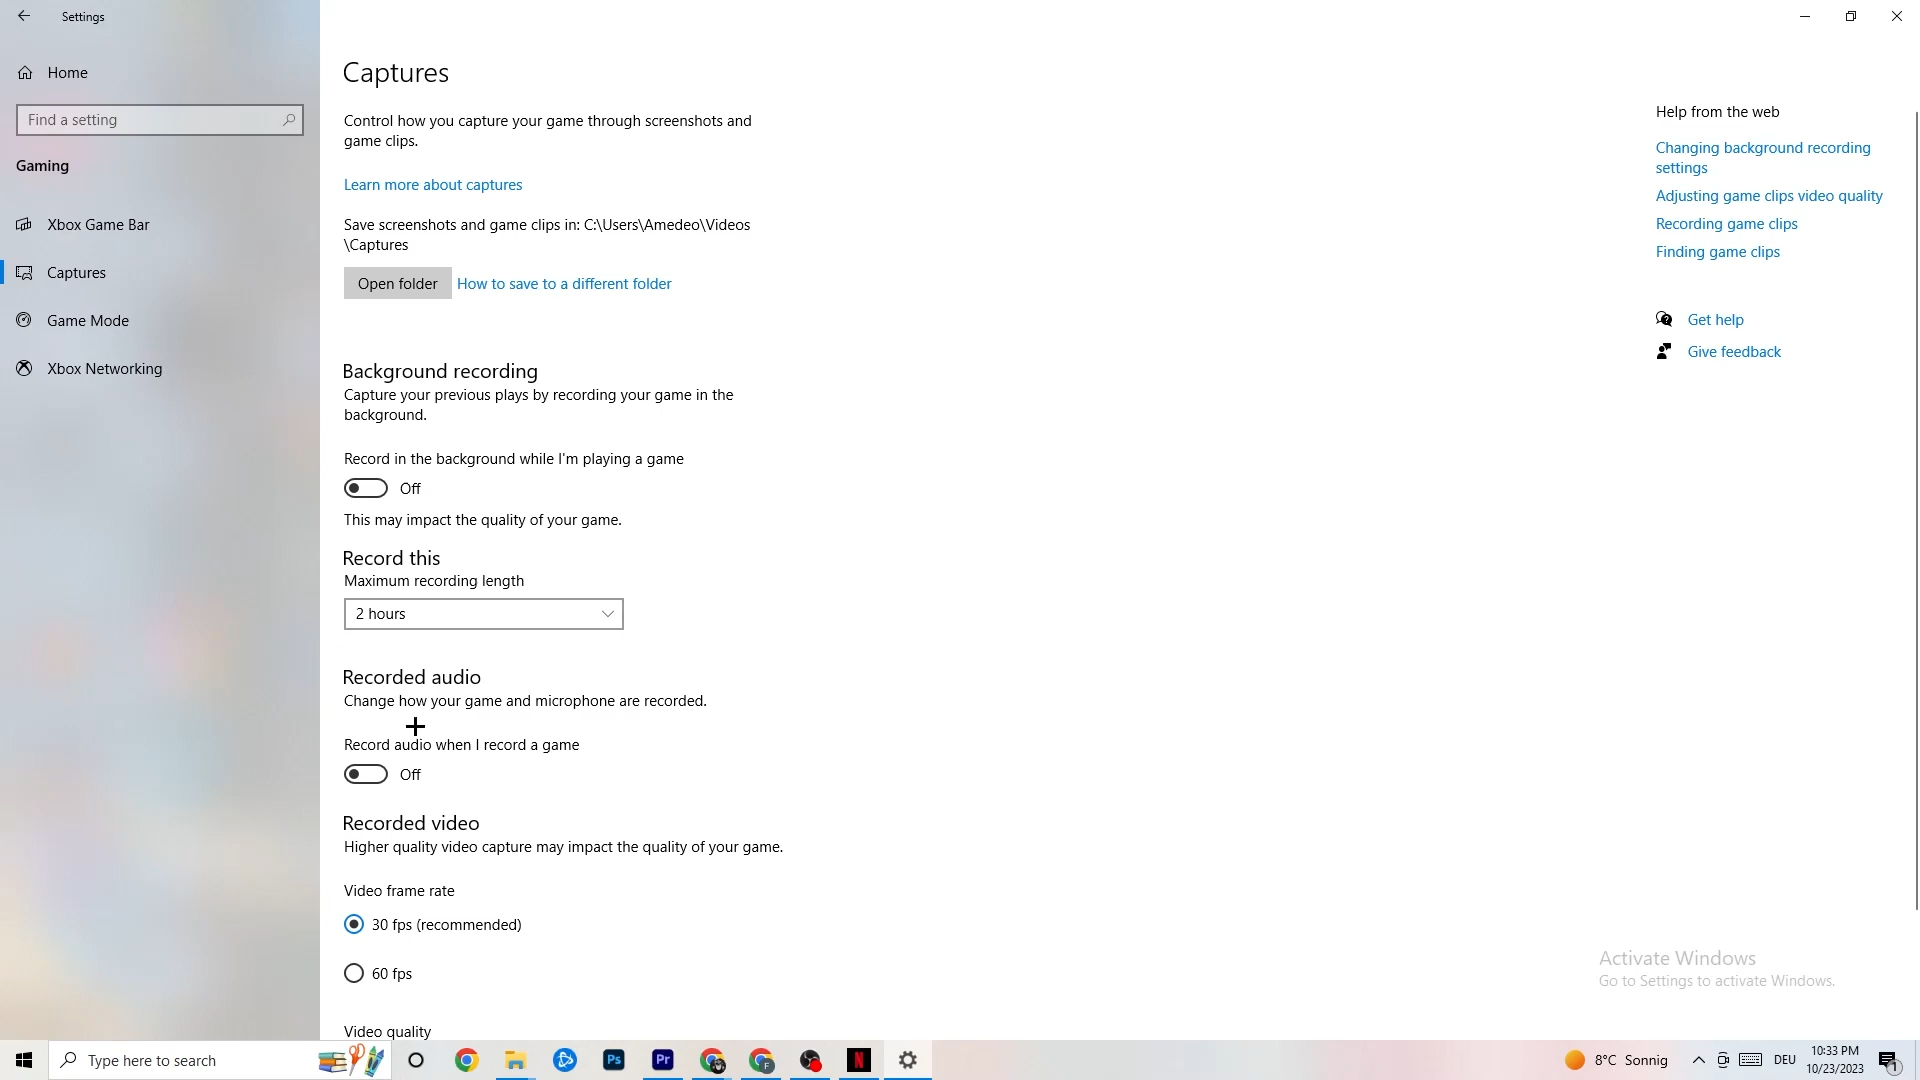 Settings
Home
Find a setting
Gaming
Xbox Game Bar
Captures
Game Mode
Xbox Networking
Captures
Control how you capture your game through screenshots and
game clips.
Learn more about captures
Save screenshots and game clips in: C:\Users\Amedeo\Videos
\Captures
Open folder
How to save to a different folder
Background recording
Capture your previous plays by recording your game in the
background.
Record in the background while I'm playing a game
Off
This may impact the quality of your game.
Record this
Maximum recording length
2 hours
Recorded audio
Change how your game and microphone are recorded.
Record audio when I record a game
Off
Recorded video
Higher quality video capture may impact the quality of your game.
Video frame rate
30 fps (recommended)
60 fps
Video quality
Help from the web
Changing background recording
settings
Adjusting game clips video quality
Recording game clips
Finding game clips
Get help
Give feedback
Activate Windows
Go to Settings to activate Windows.
Type here to search
Ps
Pr
F
N
8°C Sonnig
DEU
10:33 PM
10/23/2023
1